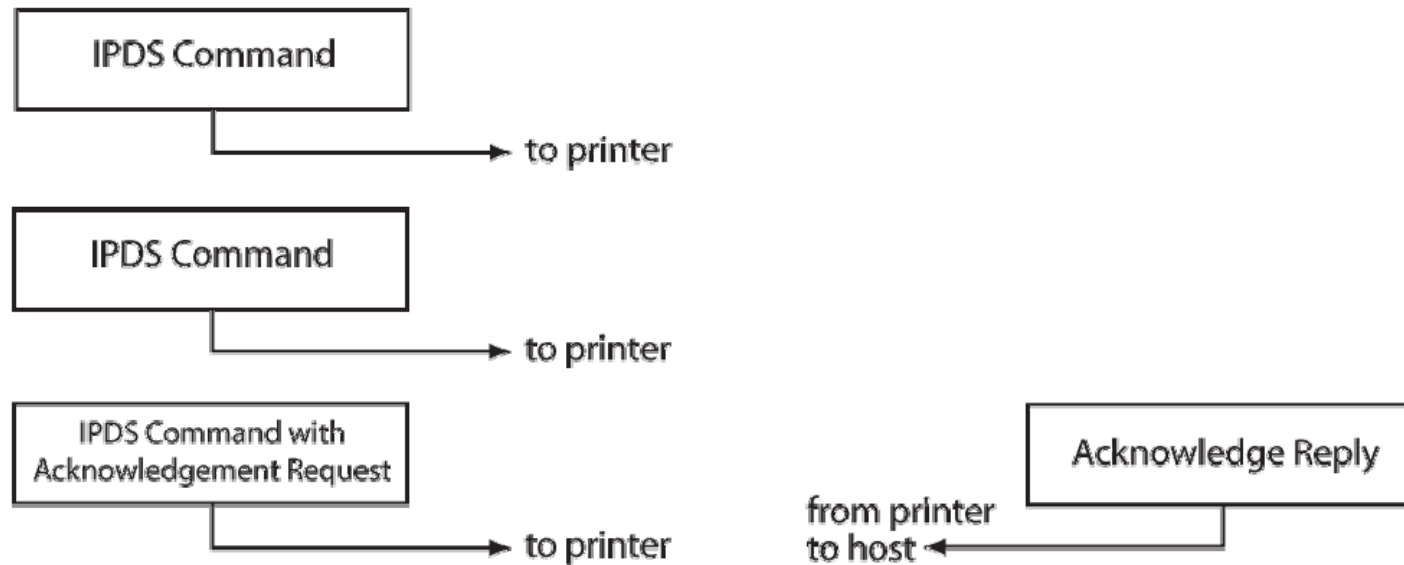 IPDS Command
to printer
IPDS Command
to printer
IPDS Command with
Acknowledgement Request
to printer
Acknowledge Reply
from printer
to host